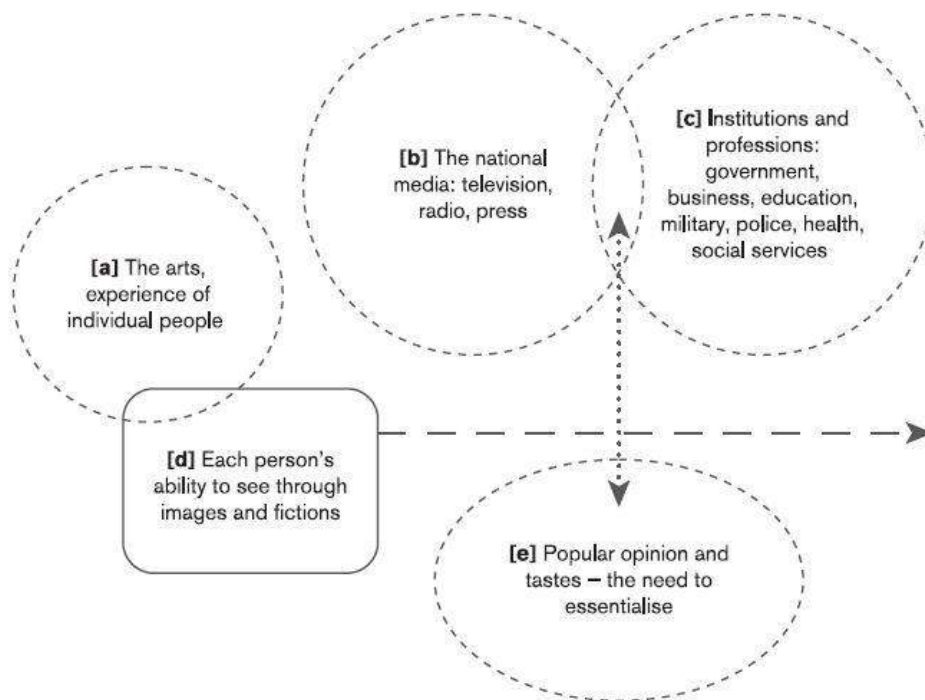 [a] The arts,
experience of
individual people
[b] The national
media: television,
radio, press
[c] Institutions and
professions:
government,
business, education,
military, police, health,
social services
[d] Each person's
ability to see through
images and fictions
[e] Popular opinion and
tastes – the need to
essentialise